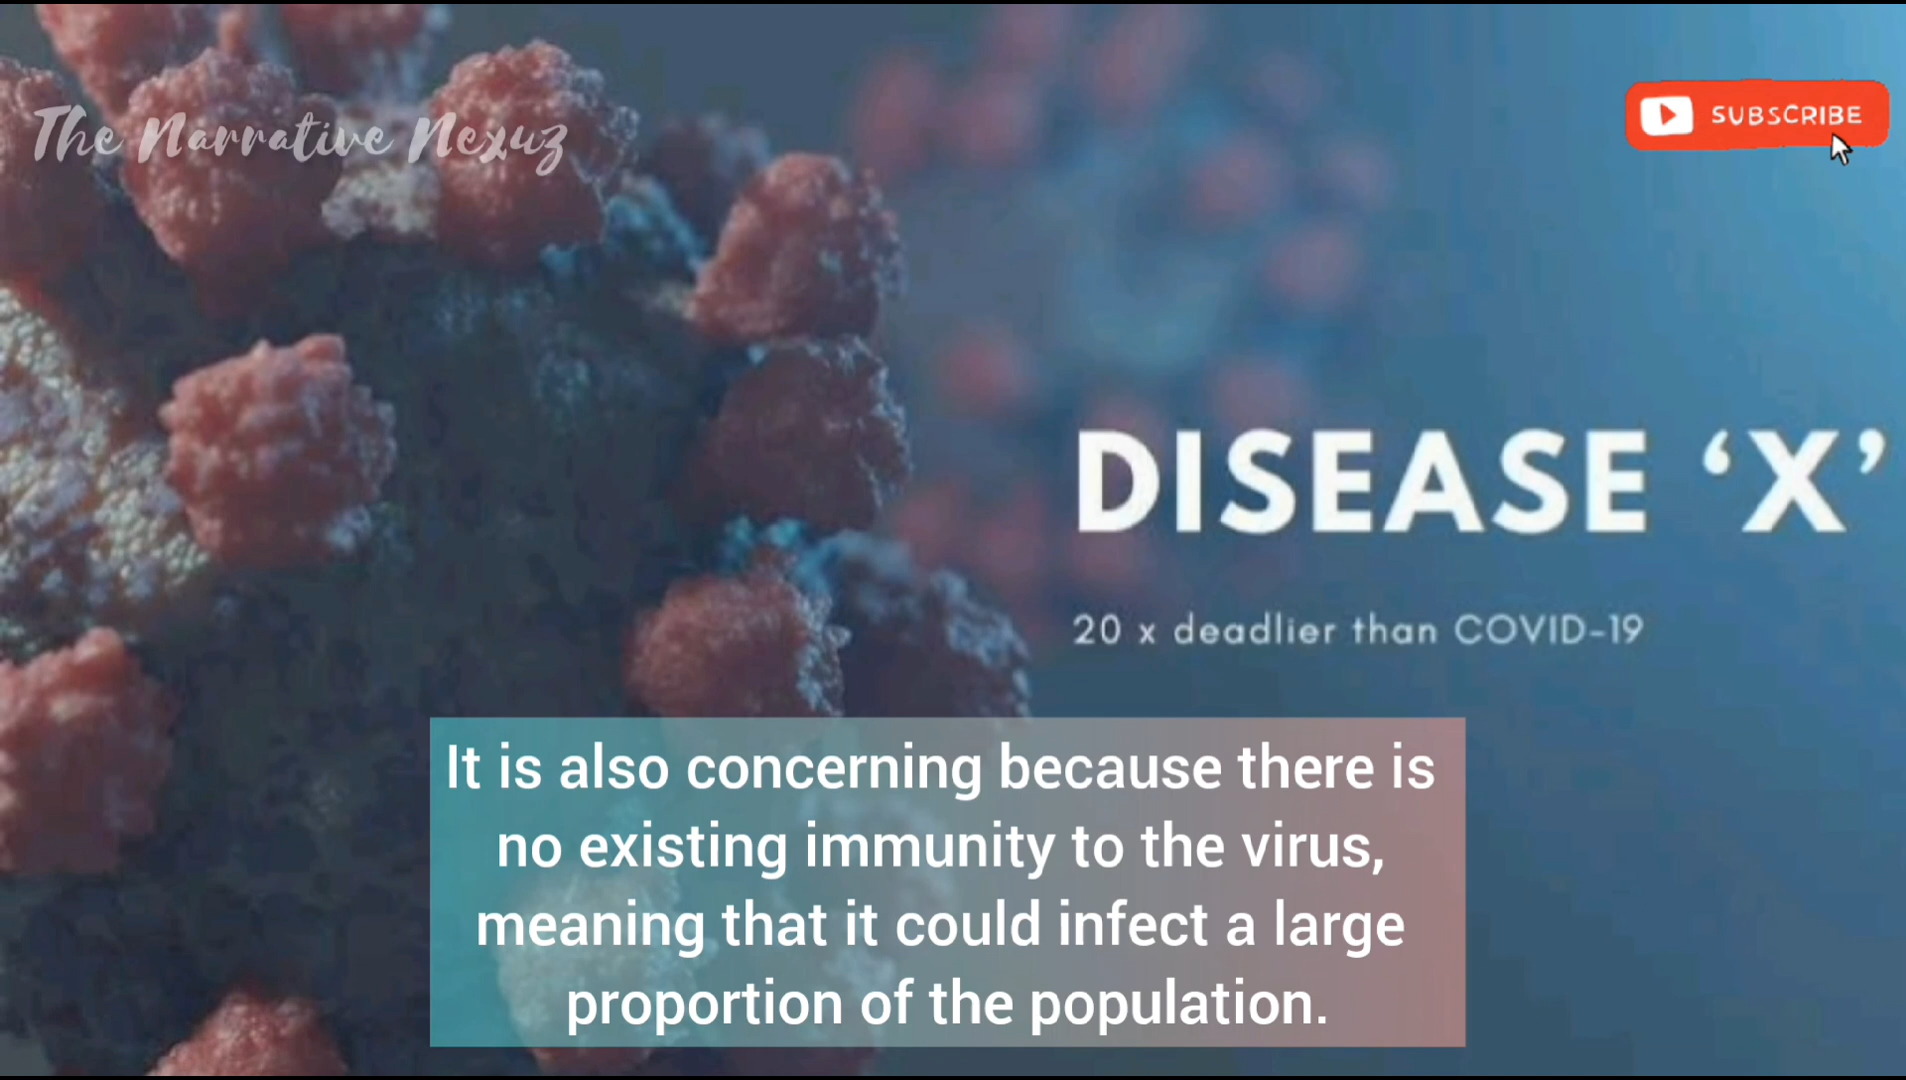 The Narrative Nexuz
SUBSCRIBE
DISEASE ‘X’
20 x deadlier than COVID-19
It is also concerning because there is
no existing immunity to the virus,
meaning that it could infect a large
proportion of the population.